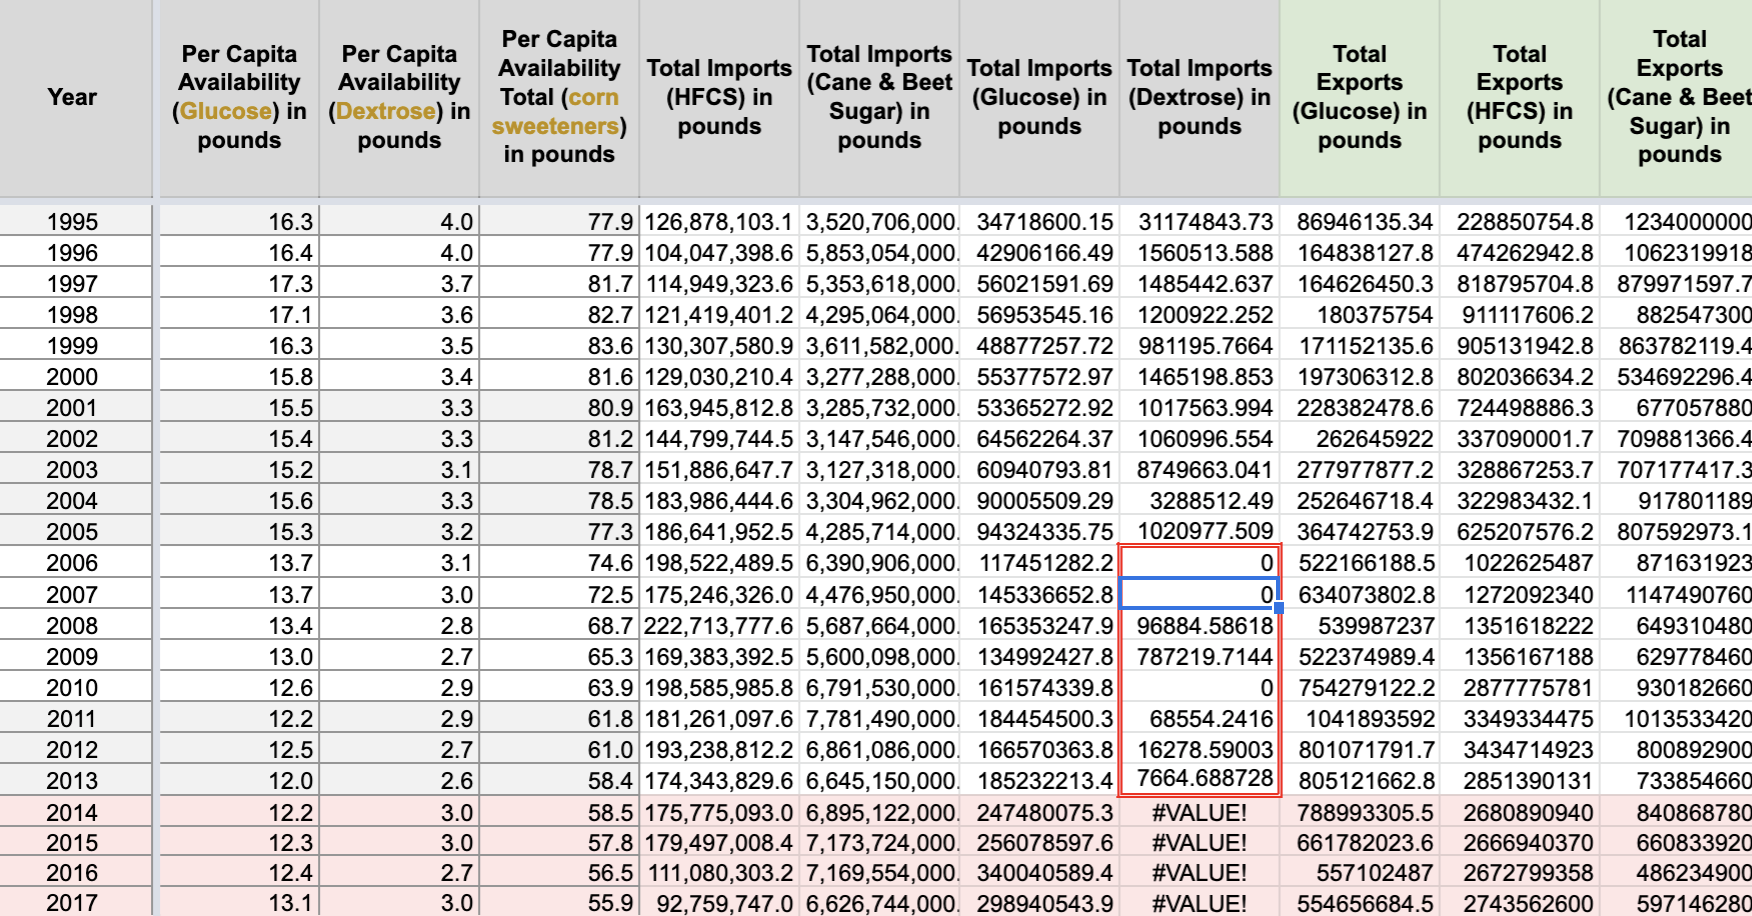 Year Per Capita Availability (Glucose) in pounds Per Capita Availability (Dextrose) in pounds Per Capita Availability Total (corn sweeteners) in pounds Total Imports (HFCS) in pounds Total Imports (Cane & Beet Sugar) in pounds Total Imports (Glucose) in pounds Total Imports (Dextrose) in pounds Total Exports (Glucose) in pounds Total Exports (HFCS) in pounds Total Exports (Cane & Beet Sugar) in pounds
1995 16.3 4.0 77.9 126,878,103.1 3,520,706,000. 34718600.15 31174843.73 86946135.34 228850754.8 1234000000
1996 16.4 4.0 77.9 104,047,398.6 5,853,054,000. 42906166.49 1560513.588 164838127.8 474262942.8 1062319918
1997 17.3 3.7 81.7 114,949,323.6 5,353,618,000. 56021591.69 1485442.637 164626450.3 818795704.8 879971597.7
1998 17.1 3.6 82.7 121,419,401.2 4,295,064,000. 56953545.16 1200922.252 180375754 911117606.2 882547300
1999 16.3 3.5 83.6 130,307,580.9 3,611,582,000. 48877257.72 981195.7664 171152135.6 905131942.8 863782119.4
2000 15.8 3.4 81.6 129,030,210.4 3,277,288,000. 55377572.97 1465198.853 197306312.8 802036634.2 534692296.4
2001 15.5 3.3 80.9 163,945,812.8 3,285,732,000. 53365272.92 1017563.994 228382478.6 724498886.3 677057880
2002 15.4 3.3 81.2 144,799,744.5 3,147,546,000. 64562264.37 1060996.554 262645922 337090001.7 709881366.4
2003 15.2 3.1 78.7 151,886,647.7 3,127,318,000. 60940793.81 8749663.041 277977877.2 328867253.7 707177417.3
2004 15.6 3.3 78.5 183,986,444.6 3,304,962,000. 90005509.29 3288512.49 252646718.4 322983432.1 917801189
2005 15.3 3.2 77.3 186,641,952.5 4,285,714,000. 94324335.75 1020977.509 364742753.9 625207576.2 807592973.1
2006 13.7 3.1 74.6 198,522,489.5 6,390,906,000. 117451282.2 0 522166188.5 1022625487 871631923
2007 13.7 3.0 72.5 175,246,326.0 4,476,950,000. 145336652.8 0 634073802.8 1272092340 1147490760
2008 13.4 2.8 68.7 222,713,777.6 5,687,664,000. 165353247.9 96884.58618 539987237 1351618222 649310480
2009 13.0 2.7 65.3 169,383,392.5 5,600,098,000. 134992427.8 787219.7144 522374989.4 1356167188 629778460
2010 12.6 2.9 63.9 198,585,985.8 6,791,530,000. 161574339.8 0 754279122.2 2877775781 930182660
2011 12.2 2.9 61.8 181,261,097.6 7,781,490,000. 184454500.3 68554.2416 1041893592 3349334475 1013533420
2012 12.5 2.7 61.0 193,238,812.2 6,861,086,000. 166570363.8 16278.59003 801071791.7 3434714923 800892900
2013 12.0 2.6 58.4 174,343,829.6 6,645,150,000. 185232213.4 7664.688728 805121662.8 2851390131 733854660
2014 12.2 3.0 58.5 175,775,093.0 6,895,122,000. 247480075.3 #VALUE! 788993305.5 2680890940 840868780
2015 12.3 3.0 57.8 179,497,008.4 7,173,724,000. 256078597.6 #VALUE! 661782023.6 2666940370 660833920
2016 12.4 2.7 56.5 111,080,303.2 7,169,554,000. 340040589.4 #VALUE! 557102487 2672799358 486234900
2017 13.1 3.0 55.9 92,759,747.0 6,626,744,000. 298940543.9 #VALUE! 554656684.5 2743562600 597146280